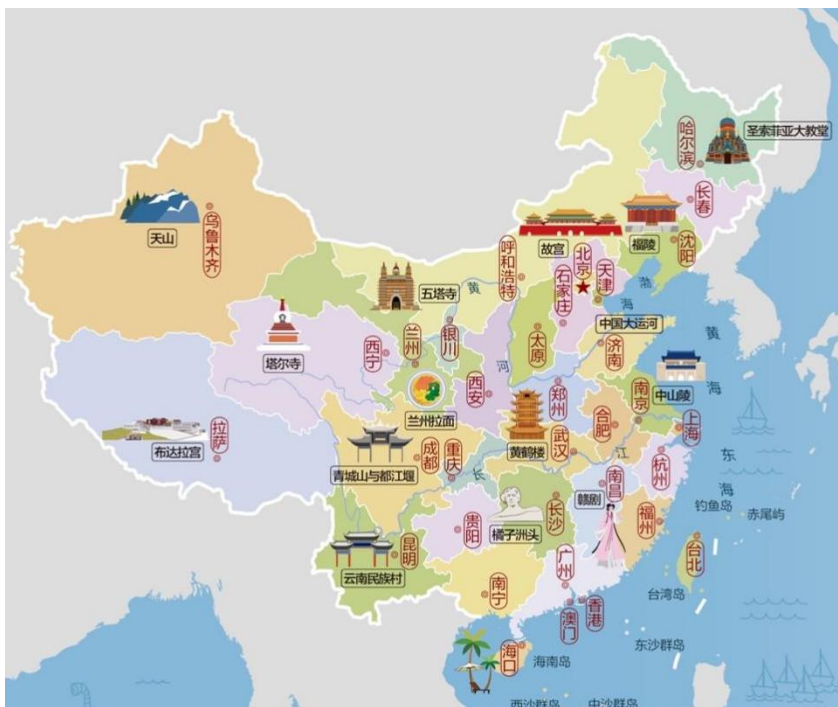 哈尔滨
圣索菲亚大教堂
长春
天山
乌鲁木齐
福陵
沈阳
故宫
呼和浩特
北京
天津
石家庄
渤
海
五塔寺
黄
中国大运河
黄
海
塔尔寺
西宁
兰州
银川
太原
济南
河
中山陵
兰州拉面
西安
郑州
南京
合肥
上海
拉萨
布达拉宫
青城山与都江堰
成都
重庆
长
黄鹤楼
武汉
江
杭州
东
海
南昌
赣剧
钓鱼岛
赤尾屿
贵阳
橘子洲头
长沙
福州
云南民族村
昆明
台北
广州
南宁
台湾岛
澳门
香港
东沙群岛
海口
海南岛
西沙群岛
中沙群岛